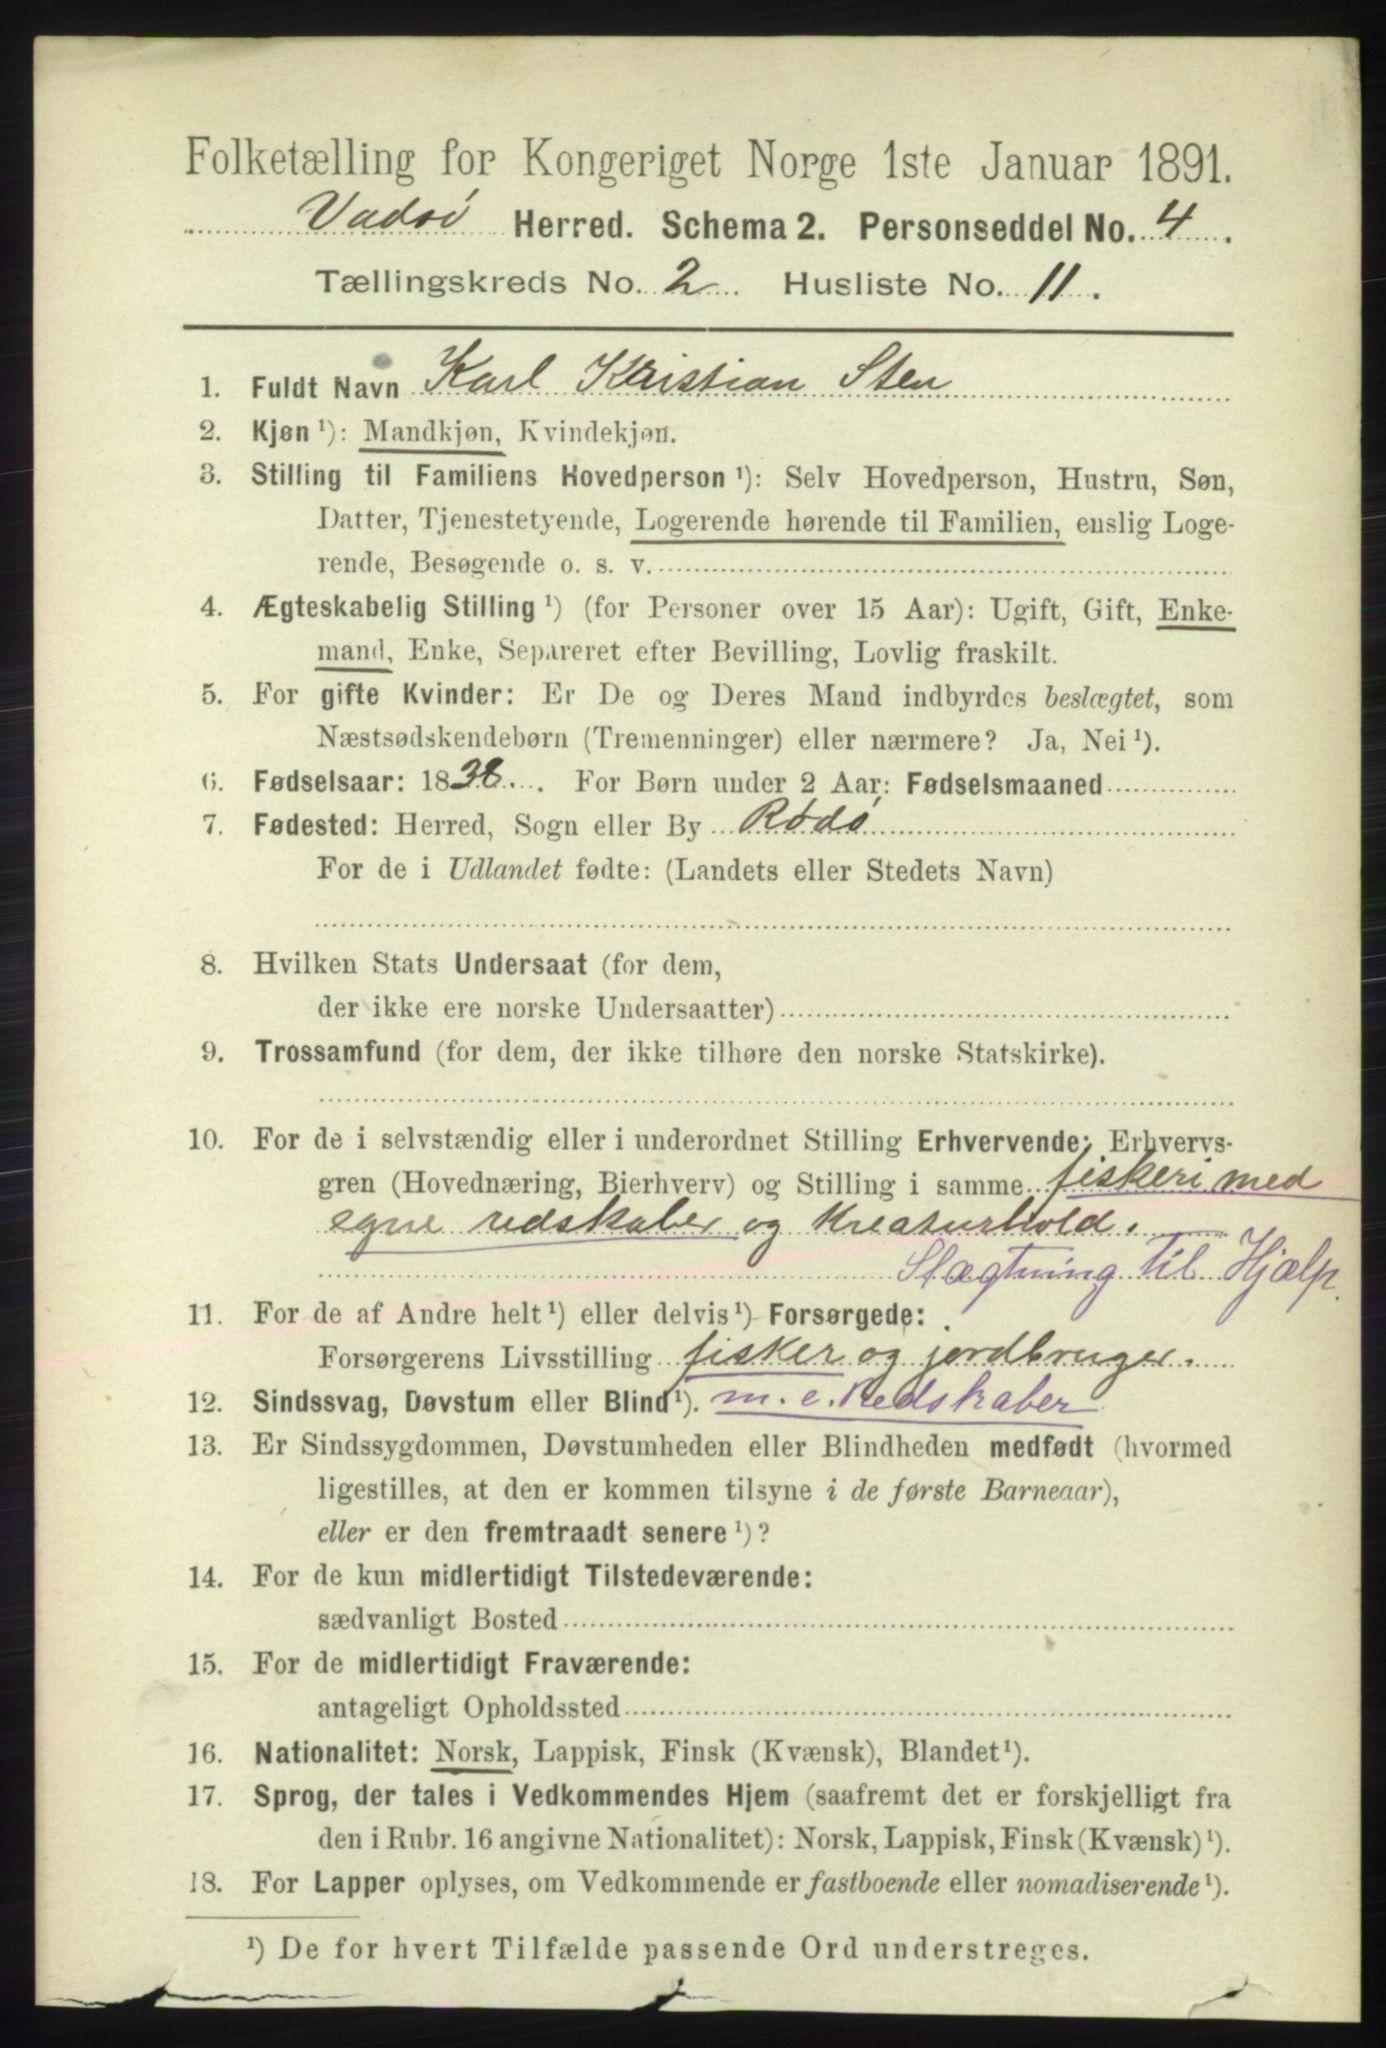 Folketælling for Kongeriget Norge 1ste Januar 1891.
Vadsö Herred. Schema 2. Personseddel No. 4.
Tællingskreds No. 2 Husliste No. 11.
1. Fuldt Navn Karl Kristian Sten
2. Kjøn ¹): Mandkjøn, Kvindekjøn.
3. Stilling til Familiens Hovedperson ¹): Selv Hovedperson, Hustru, Søn,
Datter, Tjenestetyende, Logerende hørende til Familien, enslig Loge-
rende, Besøgende o. s. v.
4. Ægteskabelig Stilling ¹) (for Personer over 15 Aar): Ugift, Gift, Enke-
mand, Enke, Separeret efter Bevilling, Lovlig fraskilt.
5. For gifte Kvinder: Er De og Deres Mand indbyrdes beslægtet, som
Næstsødskendebørn (Tremenninger) eller nærmere? Ja, Nei ¹).
6. Fødselsaar: 1838. For Børn under 2 Aar: Fødselsmaaned
7. Fødested: Herred, Sogn eller By Rödö
For de i Udlandet fødte: (Landets eller Stedets Navn)
8. Hvilken Stats Undersaat (for dem,
der ikke ere norske Undersaatter)
9. Trossamfund (for dem, der ikke tilhøre den norske Statskirke).
10. For de i selvstændig eller i underordnet Stilling Erhvervende: Erhvervs-
gren (Hovednæring, Bierhverv) og Stilling i samme fiskeri med
egne redskaber og Kreaturhold.
Slægtning til Hjælp.
11. For de af Andre helt ¹) eller delvis ¹) Forsørgede:
Forsørgerens Livsstilling fisker og jordbruger.
12. Sindssvag, Døvstum eller Blind ¹). m. e. Redskaber
13. Er Sindssygdommen, Døvstumheden eller Blindheden medfødt (hvormed
ligestilles, at den er kommen tilsyne i de første Barneaar),
eller er den fremtraadt senere ¹)?
14. For de kun midlertidigt Tilstedeværende:
sædvanligt Bosted
15. For de midlertidigt Fraværende:
antageligt Opholdssted
16. Nationalitet: Norsk, Lappisk, Finsk (Kvænsk), Blandet ¹).
17. Sprog, der tales i Vedkommendes Hjem (saafremt det er forskjelligt fra
den i Rubr. 16 angivne Nationalitet): Norsk, Lappisk, Finsk (Kvænsk) ¹).
18. For Lapper oplyses, om Vedkommende er fastboende eller nomadiserende ¹).
¹) De for hvert Tilfælde passende Ord understreges.